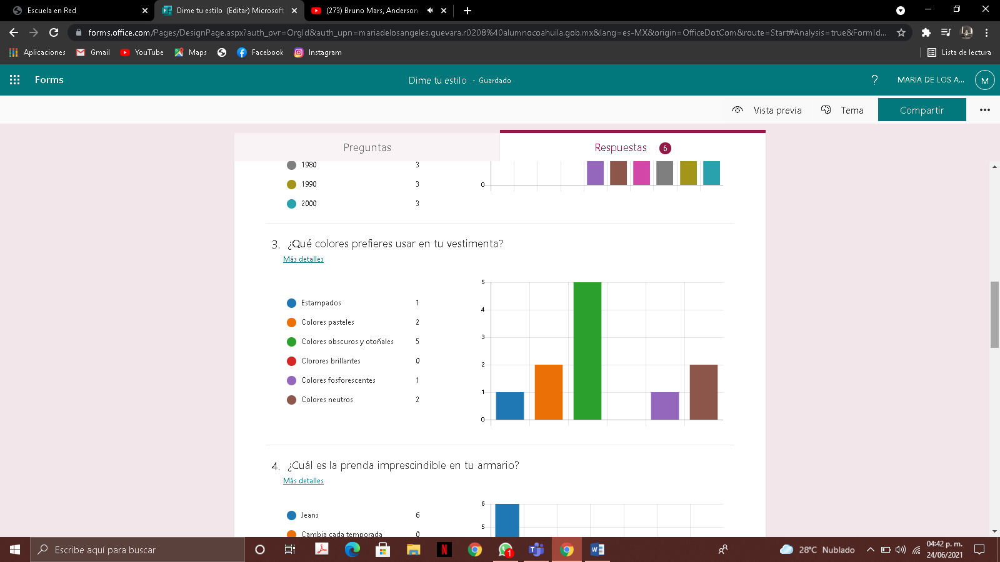 Escuela en Red
Dime tu estilo (Editar) Microsoft
(273) Bruno Mars, Anderson
forms.office.com/Pages/DesignPage.aspx?auth_pvr=OrgId&auth_upn=mariadelosangeles.guevara.r0208%40alumnocoahuila.gob.mx&lang=es-MX&origin=OfficeDotCom&route=Start#Analysis=true&FormId...
Aplicaciones Gmail YouTube Maps Facebook Instagram Lista de lectura
Forms
Dime tu estilo - Guardado
? MARIA DE LOS A... M
Vista previa Tema Compartir
Preguntas
Respuestas 6
1980 3
1990 3
2000 3
0
3. ¿Qué colores prefieres usar en tu vestimenta?
Más detalles
Estampados 1
Colores pasteles 2
Colores obscuros y otoñales 5
Clorores brillantes 0
Colores fosforescentes 1
Colores neutros 2
5
4
3
2
1
0
4. ¿Cuál es la prenda imprescindible en tu armario?
Más detalles
Jeans 6
Cambia cada temporada 0
6
5
Escribe aquí para buscar
1
28°C Nublado
04:42 p. m.
24/06/2021